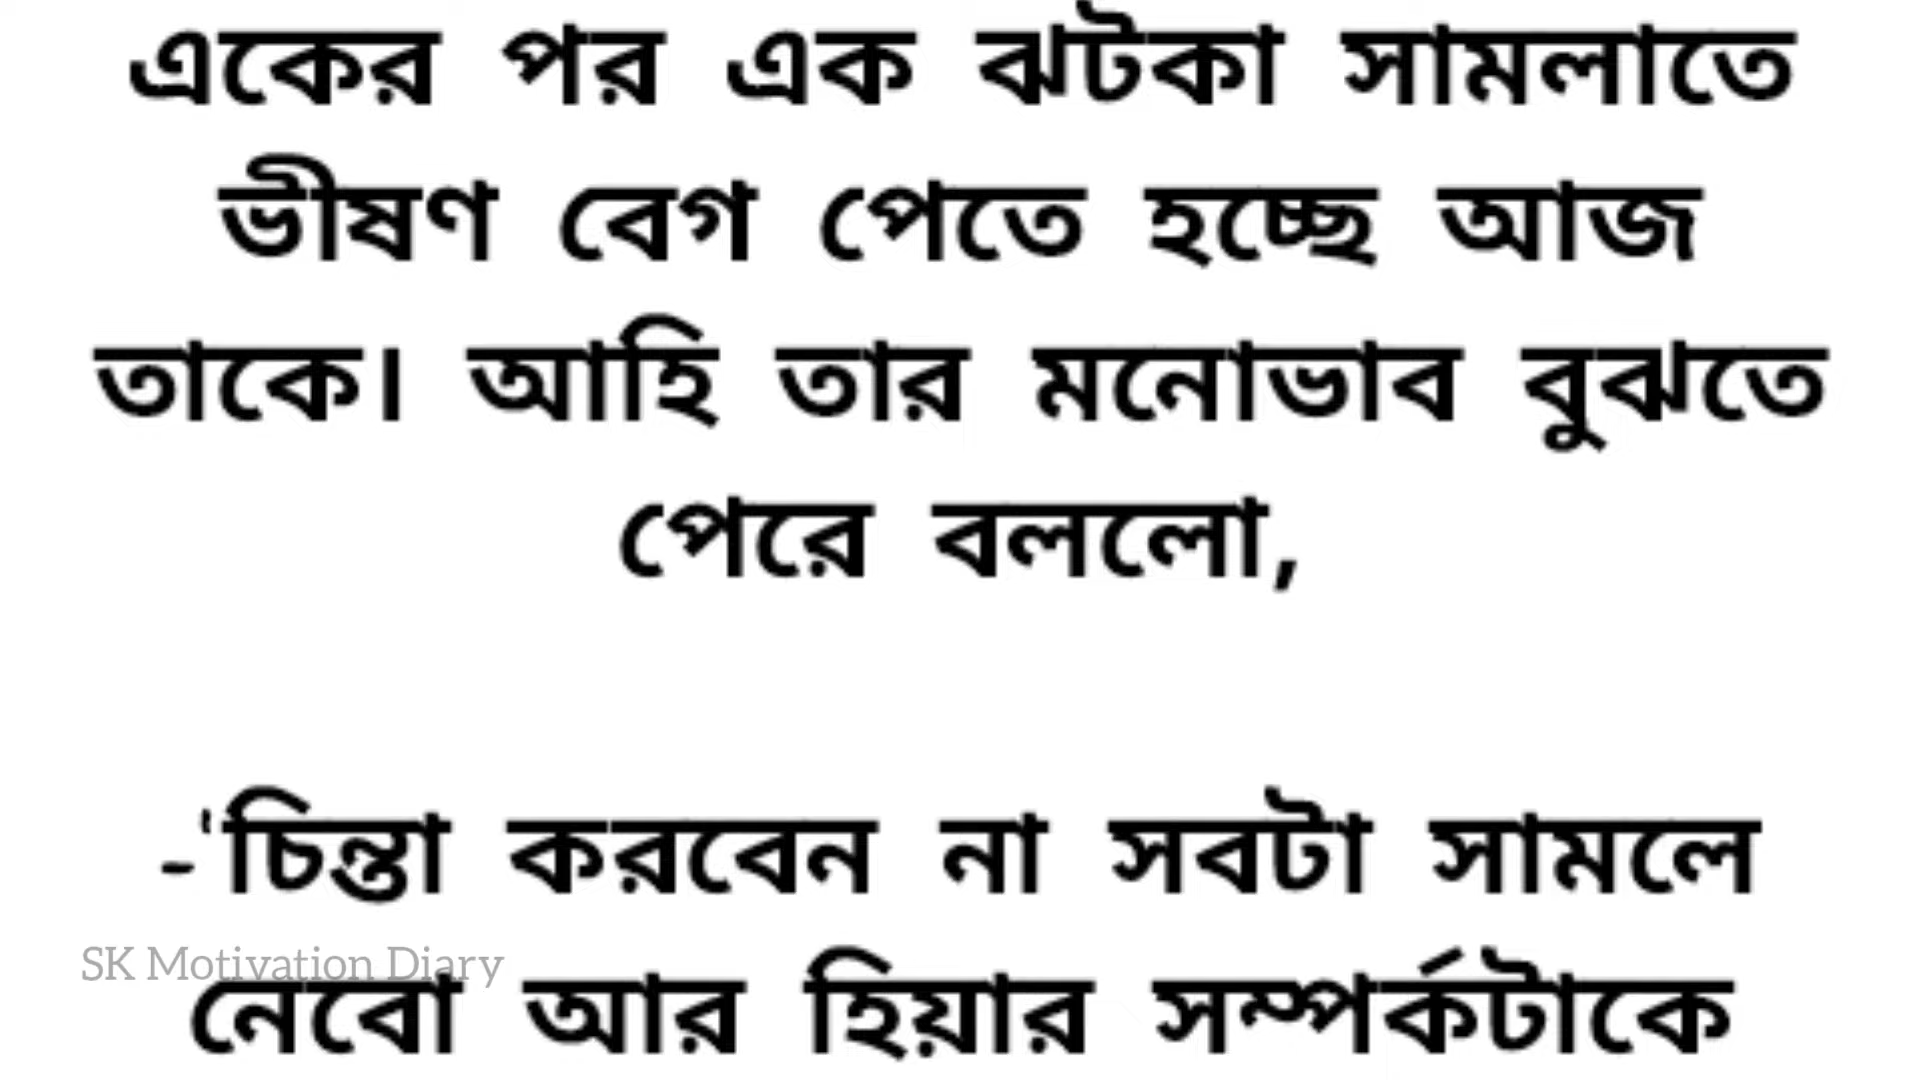 একের পর এক ঝটকা সামলাতে
ভীষণ বেগ পেতে হচ্ছে আজ
তাকে। আহি তার মনোভাব বুঝতে
পেরে বললো,
-'চিন্তা করবেন না সবটা সামলে
SK Motivation Diary
নেবো আর হিয়ার সম্পর্কটাকে